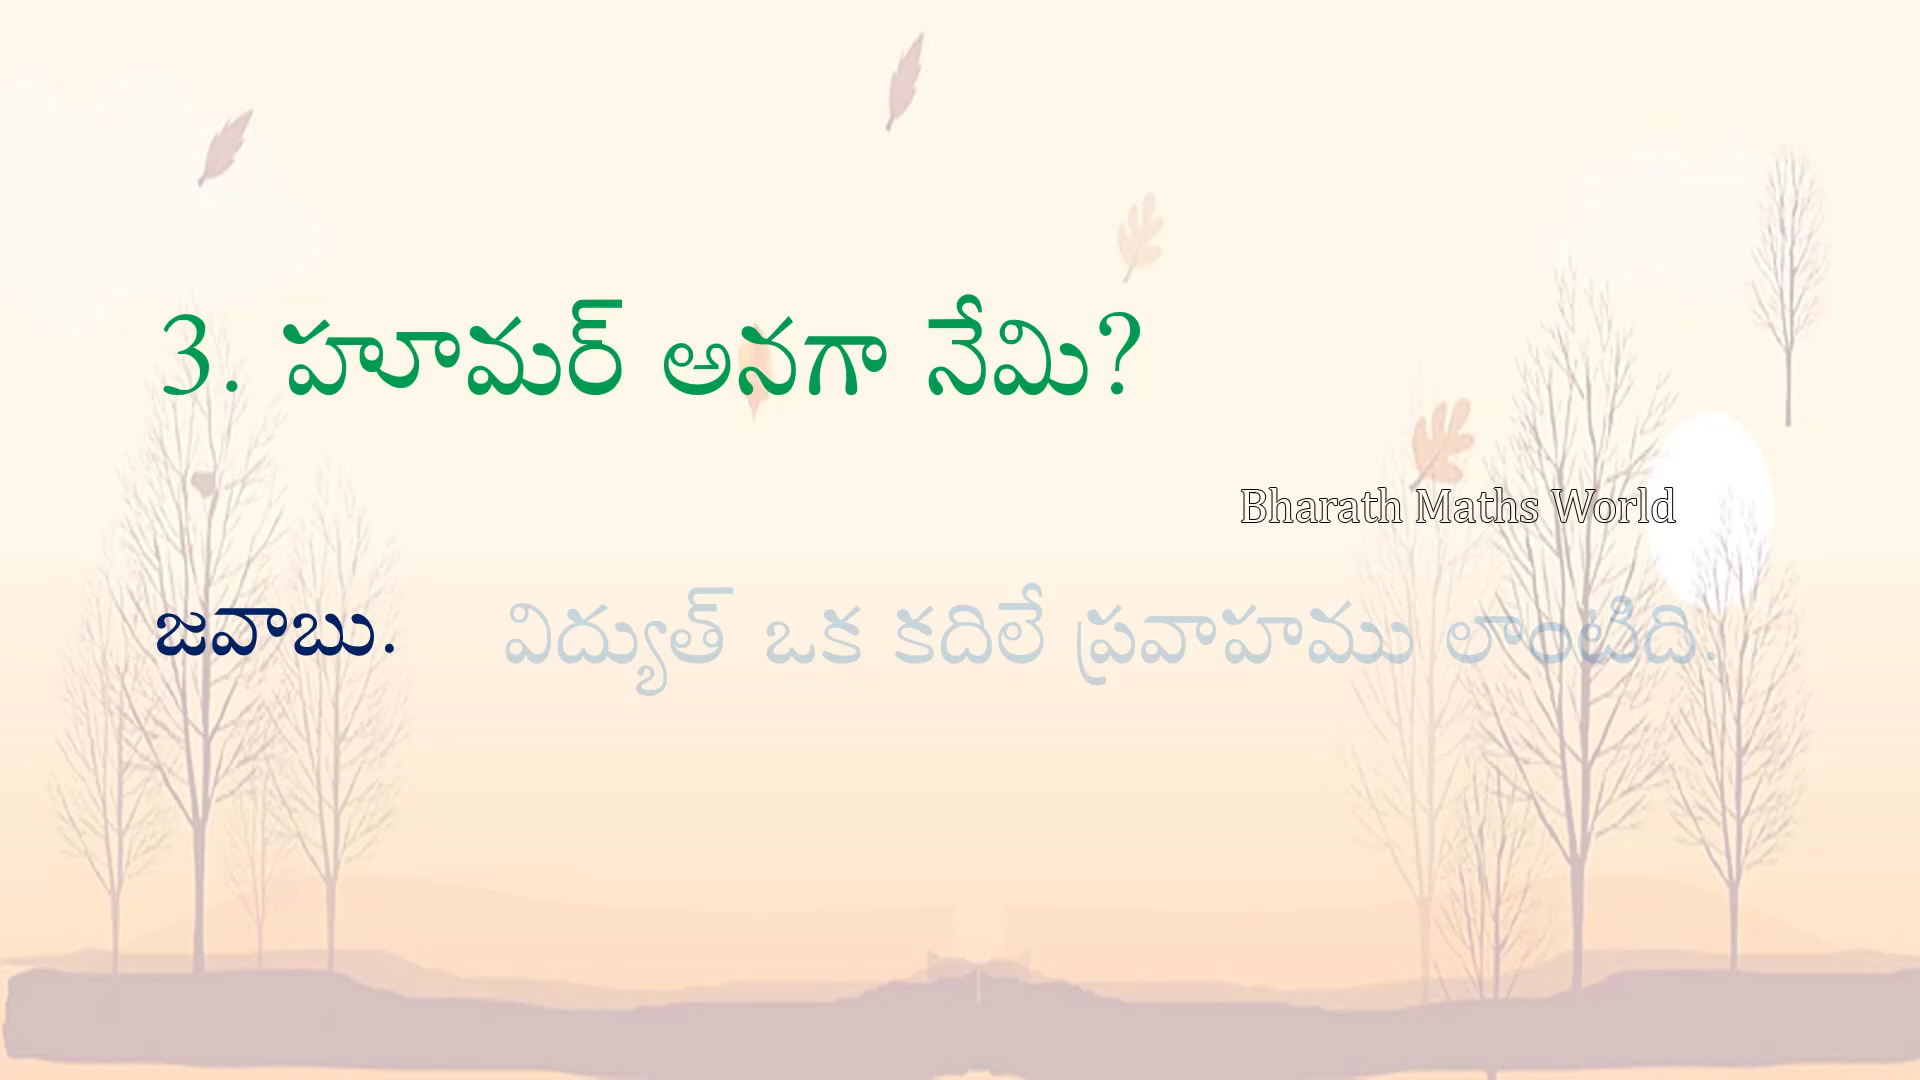 3. హూమర్ అనగా నేమి?
Bharath Maths World
జవాబు. విద్యుత్ ఒక కదిలే ప్రవాహము లాంటిది.